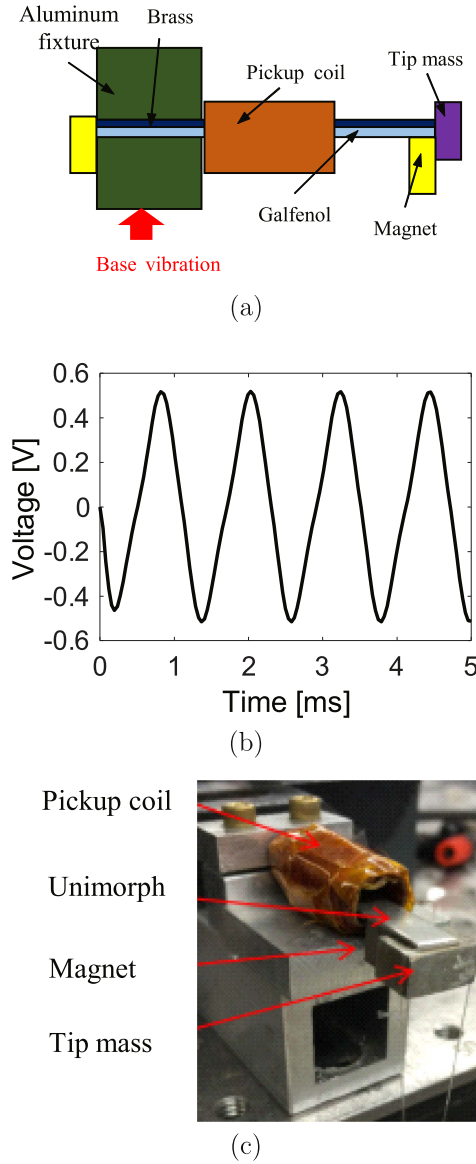 Aluminum
fixture
Brass
Pickup coil
Tip mass
Galfenol
Magnet
Base vibration
(a)
0.6
0.4
0.2
0
-0.2
-0.4
-0.6
Voltage [V]
0 1 2 3 4 5
Time [ms]
(b)
Pickup coil
Unimorph
Magnet
Tip mass
(c)